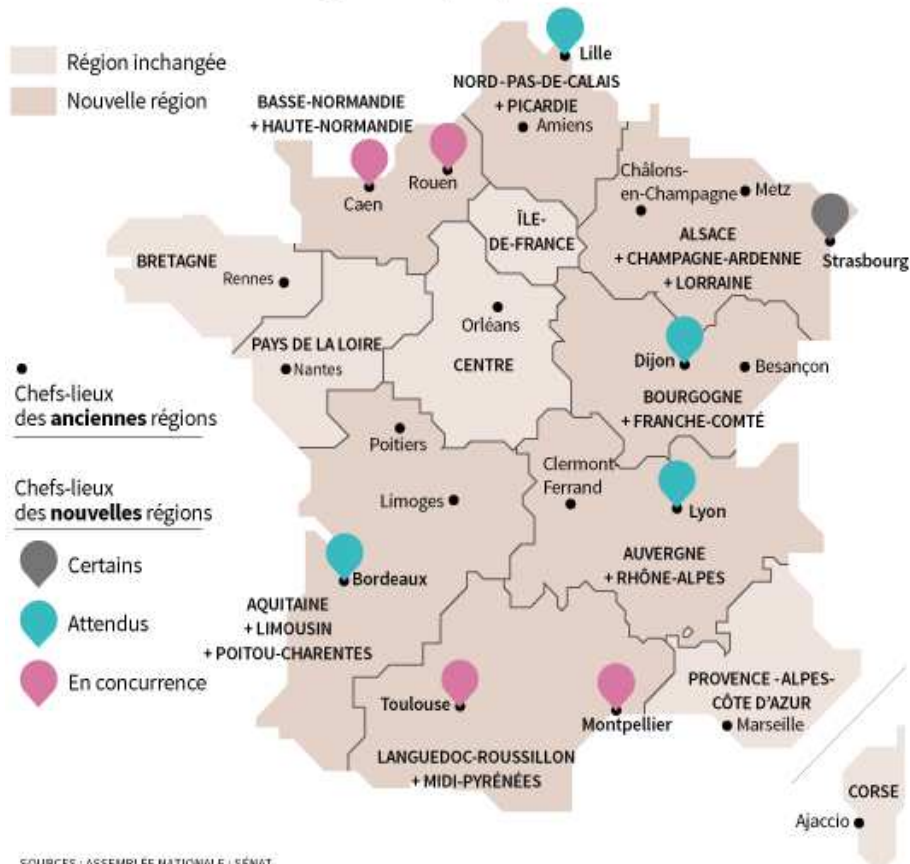 Région inchangée
Nouvelle région
Lille
NORD-PAS-DE-CALAIS
+ PICARDIE
Amiens
BASSE-NORMANDIE
+ HAUTE-NORMANDIE
Rouen
Caen
Châlons-
en-Champagne
Metz
ÎLE-
DE-FRANCE
ALSACE
+ CHAMPAGNE-ARDENNE
+ LORRAINE
Strasbourg
BRETAGNE
Rennes
Orléans
PAYS DE LA LOIRE
Nantes
CENTRE
Dijon
Besançon
BOURGOGNE
+ FRANCHE-COMTÉ
Chefs-lieux
des anciennes régions
Poitiers
Clermont
Ferrand
Limoges
Lyon
Chefs-lieux
des nouvelles régions
Certains
Attendus
En concurrence
AUVERGNE
+ RHÔNE-ALPES
Bordeaux
AQUITAINE
+ LIMOUSIN
+ POITOU-CHARENTES
Toulouse
Montpellier
PROVENCE - ALPES-
CÔTE D'AZUR
Marseille
LANGUEDOC-ROUSSILLON
+ MIDI-PYRÉNÉES
CORSE
Ajaccio
SOURCES : ASSEMBLÉE NATIONALE ; SÉNAT